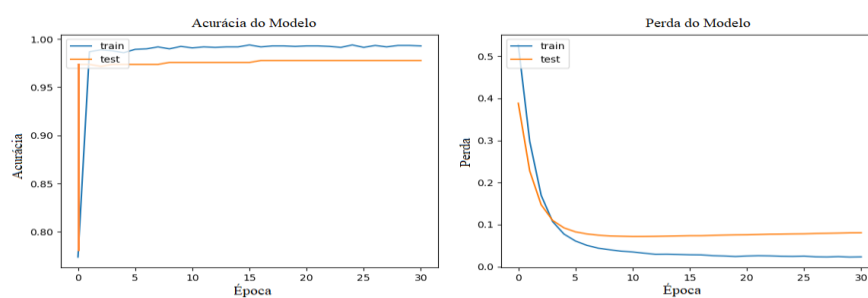 Acurácia do Modelo
train
test
1.00
0.95
0.90
0.85
0.80
Acurácia
0
5
10
15
20
25
30
Época
Perda do Modelo
train
test
0.5
0.4
0.3
0.2
0.1
0.0
Perda
0
5
10
15
20
25
30
Época